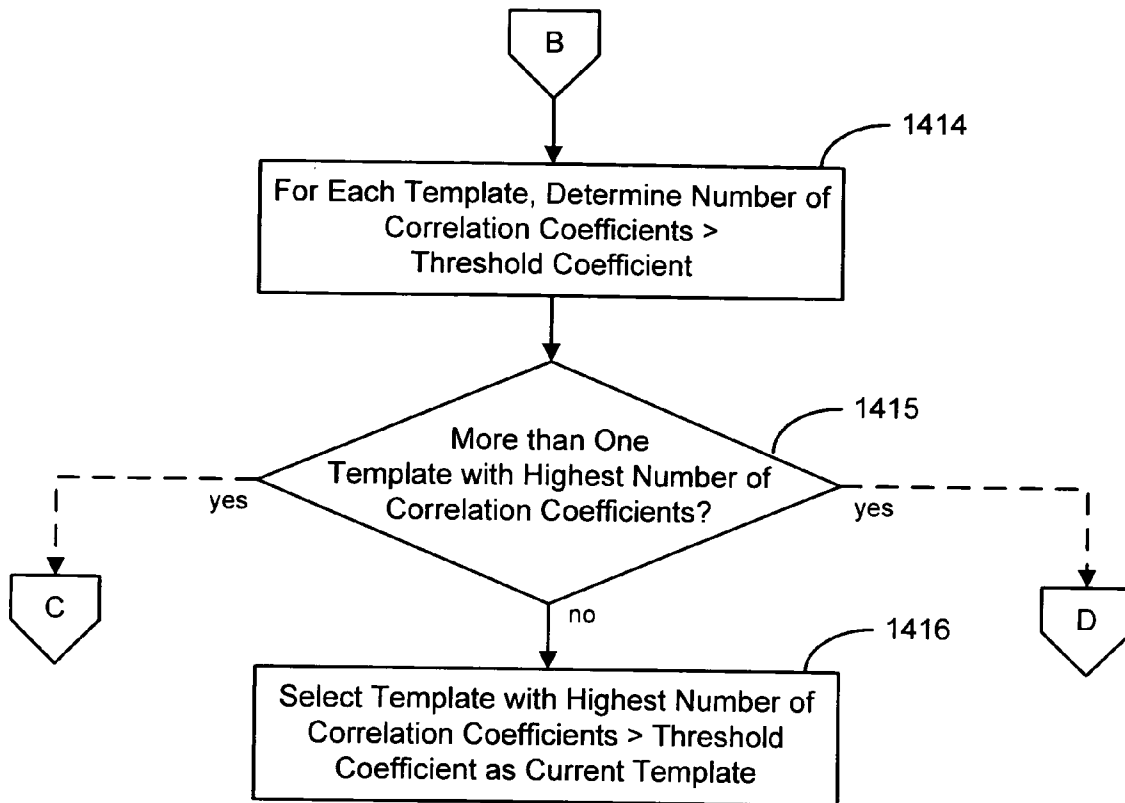 B
1414
For Each Template, Determine Number of
Correlation Coefficients >
Threshold Coefficient
1415
More than One
Template with Highest Number of
Correlation Coefficients?
yes
yes
C
no
D
1416
Select Template with Highest Number of
Correlation Coefficients > Threshold
Coefficient as Current Template